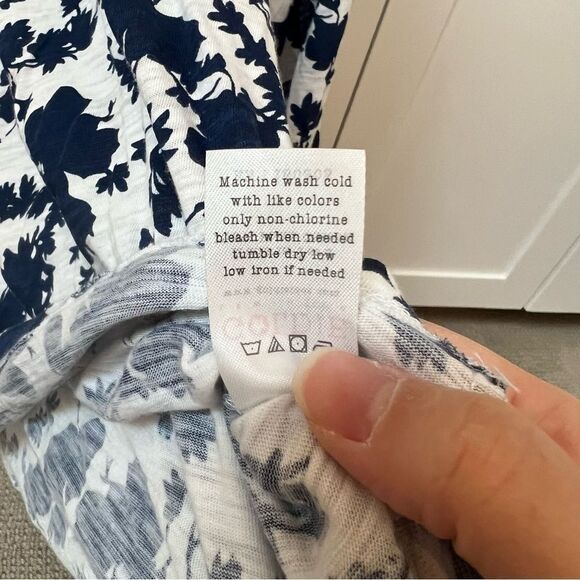 Machine wash cold
with like colors
only non-chlorine
bleach when needed
tumble dry low
low iron if needed